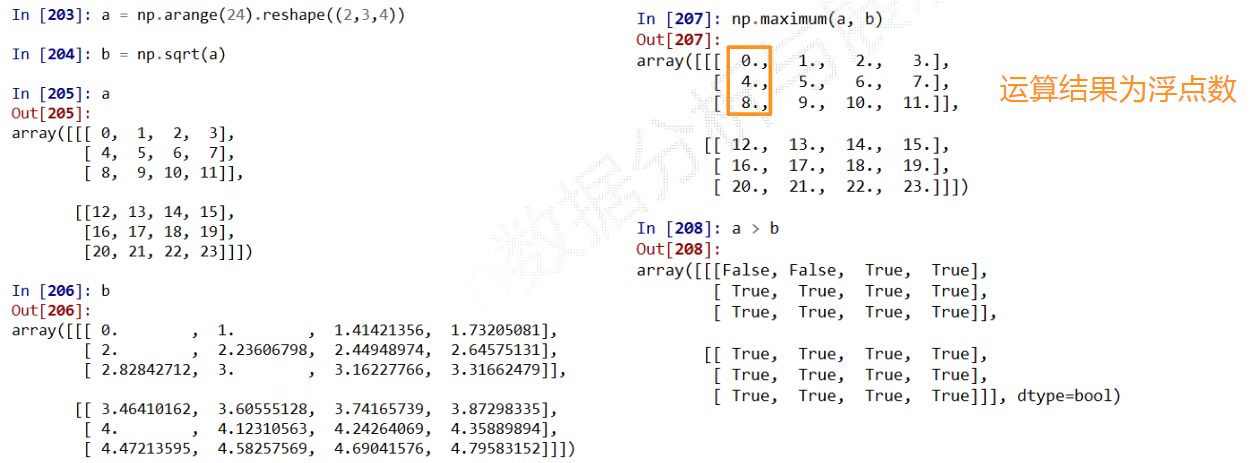 In [203]: a = np.arange(24).reshape((2,3,4))
In [204]: b = np.sqrt(a)
In [205]: a
Out[205]:
array([[[ 0,  1,  2,  3],
        [ 4,  5,  6,  7],
        [ 8,  9, 10, 11]],
       [[12, 13, 14, 15],
        [16, 17, 18, 19],
        [20, 21, 22, 23]]])
In [206]: b
Out[206]:
array([[[ 0.        ,  1.        ,  1.41421356,  1.73205081],
        [ 2.        ,  2.23606798,  2.44948974,  2.64575131],
        [ 2.82842712,  3.        ,  3.16227766,  3.31662479]],
       [[ 3.46410162,  3.60555128,  3.74165739,  3.87298335],
        [ 4.        ,  4.12310563,  4.24264069,  4.35889894],
        [ 4.47213595,  4.58257569,  4.69041576,  4.79583152]]])
In [207]: np.maximum(a, b)
Out[207]:
array([[[  0.,   1.,   2.,   3.],
        [  4.,   5.,   6.,   7.],
        [  8.,   9.,  10.,  11.]],
       [[ 12.,  13.,  14.,  15.],
        [ 16.,  17.,  18.,  19.],
        [ 20.,  21.,  22.,  23.]]])
运算结果为浮点数
In [208]: a > b
Out[208]:
array([[[False, False,  True,  True],
        [ True,  True,  True,  True],
        [ True,  True,  True,  True]],
       [[ True,  True,  True,  True],
        [ True,  True,  True,  True],
        [ True,  True,  True,  True]]], dtype=bool)
数据分析与展